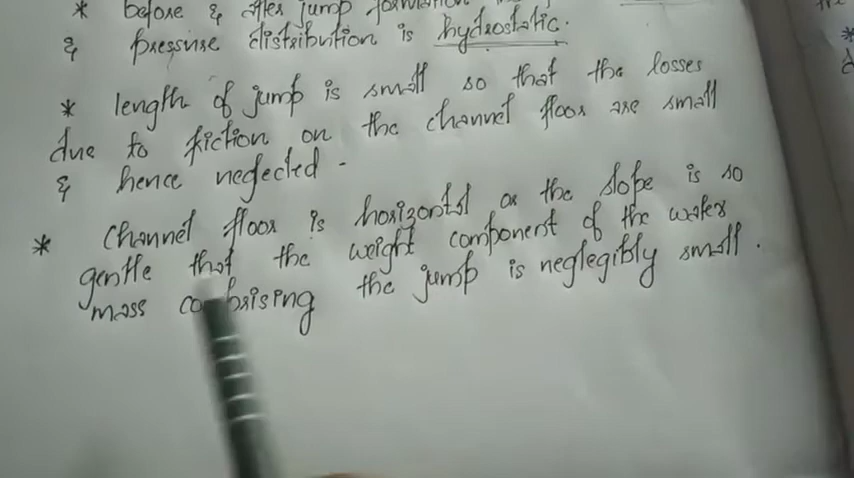 * before & after jump formation
& pressure distribution is hydrostatic.
* length of jump is small so that the losses
due to friction on the channel floor are small
& hence neglected -
* Channel floor is horizontal or the slope is so
gentle that the weight component of the water
mass comprising the jump is neglegibly small.